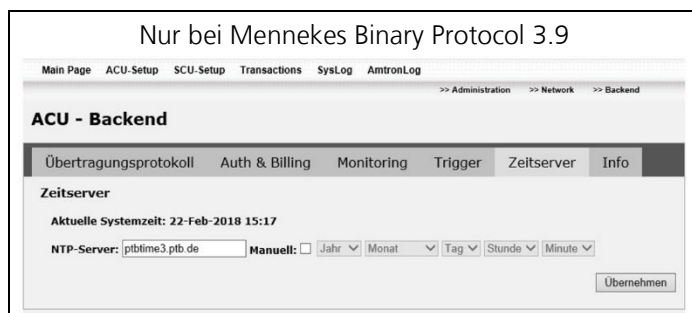 Nur bei Mennekes Binary Protocol 3.9
Main Page ACU-Setup SCU-Setup Transactions SysLog AmtronLog
>> Administration >> Network >> Backend
ACU - Backend
Übertragungsprotokoll Auth & Billing Monitoring Trigger Zeitserver Info
Zeitserver
Aktuelle Systemzeit: 22-Feb-2018 15:17
NTP-Server: ptbtime3.ptb.de Manuell: Jahr Monat Tag Stunde Minute
Übernehmen